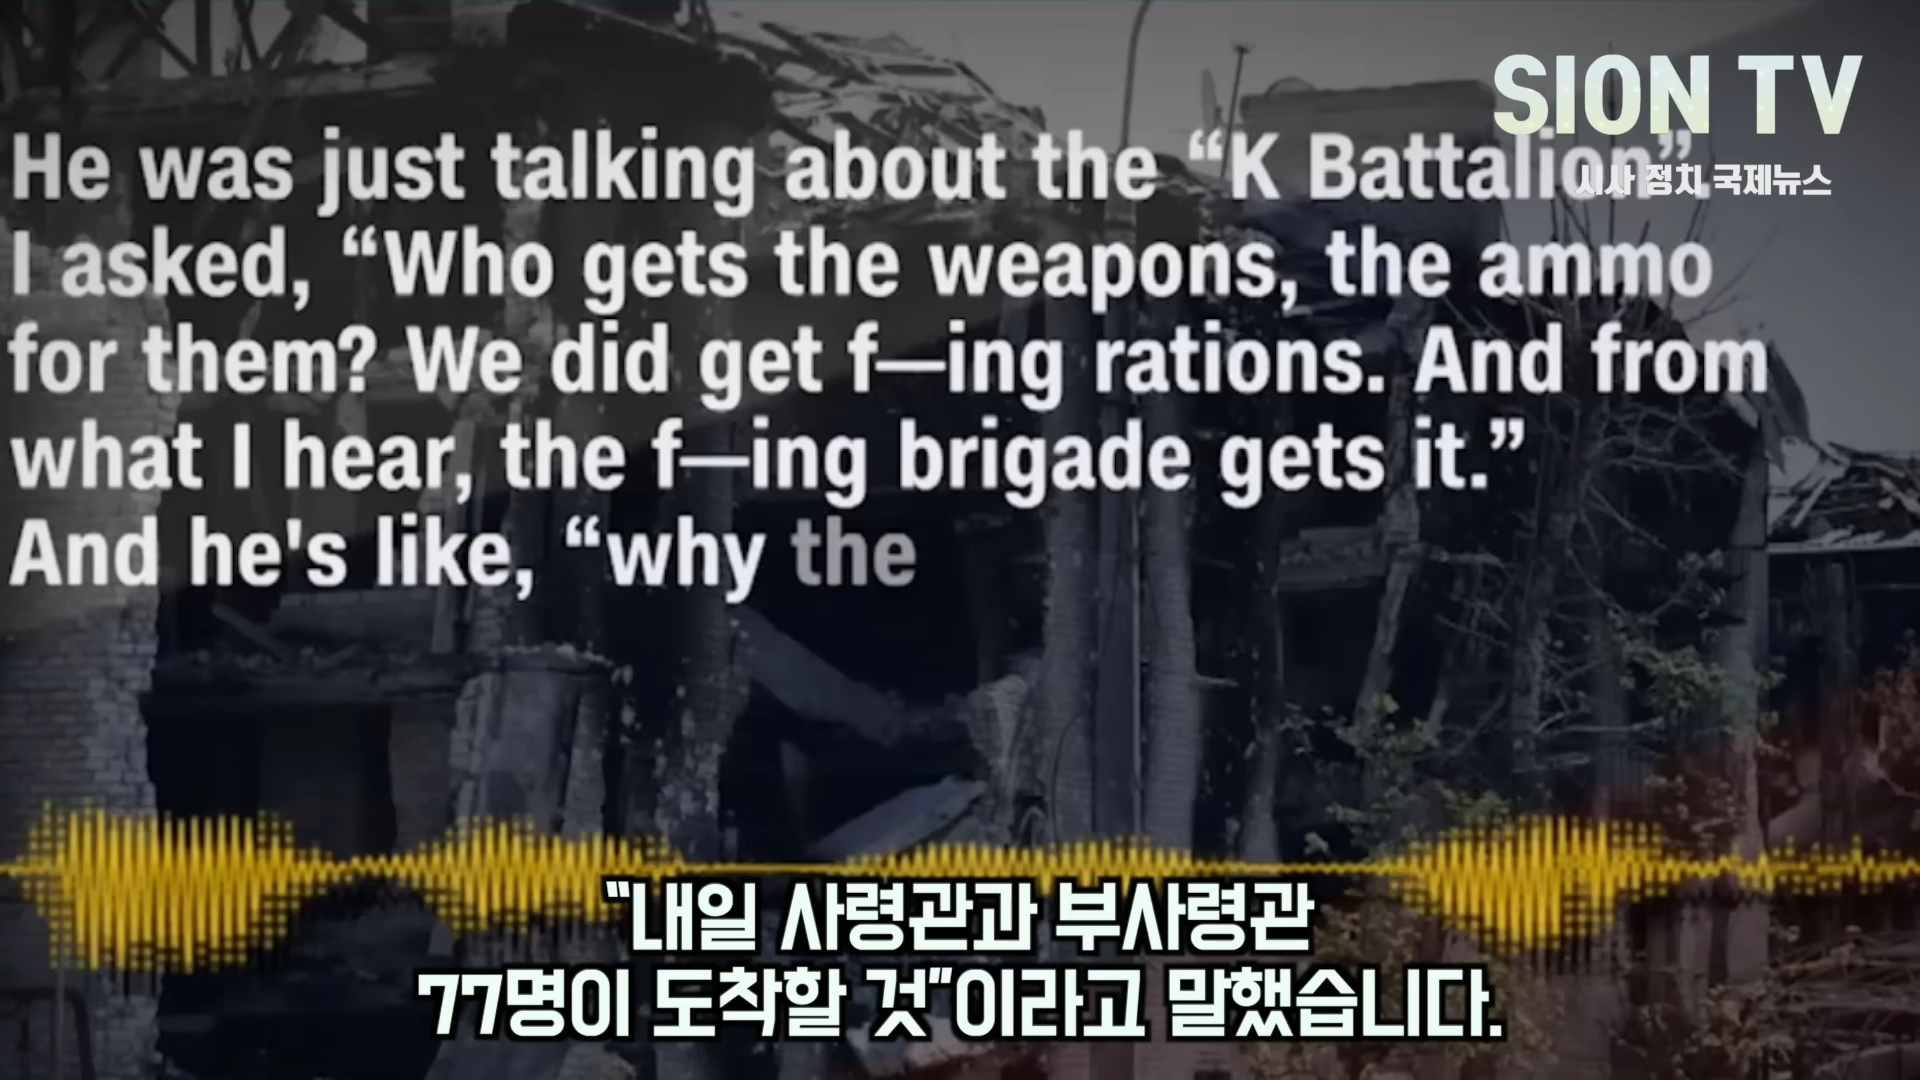 SION TV
시사 정치 국제뉴스
He was just talking about the “K Battalion”.
I asked, “Who gets the weapons, the ammo
for them? We did get f—ing rations. And from
what I hear, the f—ing brigade gets it.”
And he's like, “why the
“내일 사령관과 부사령관
77명이 도착할 것”이라고 말했습니다.